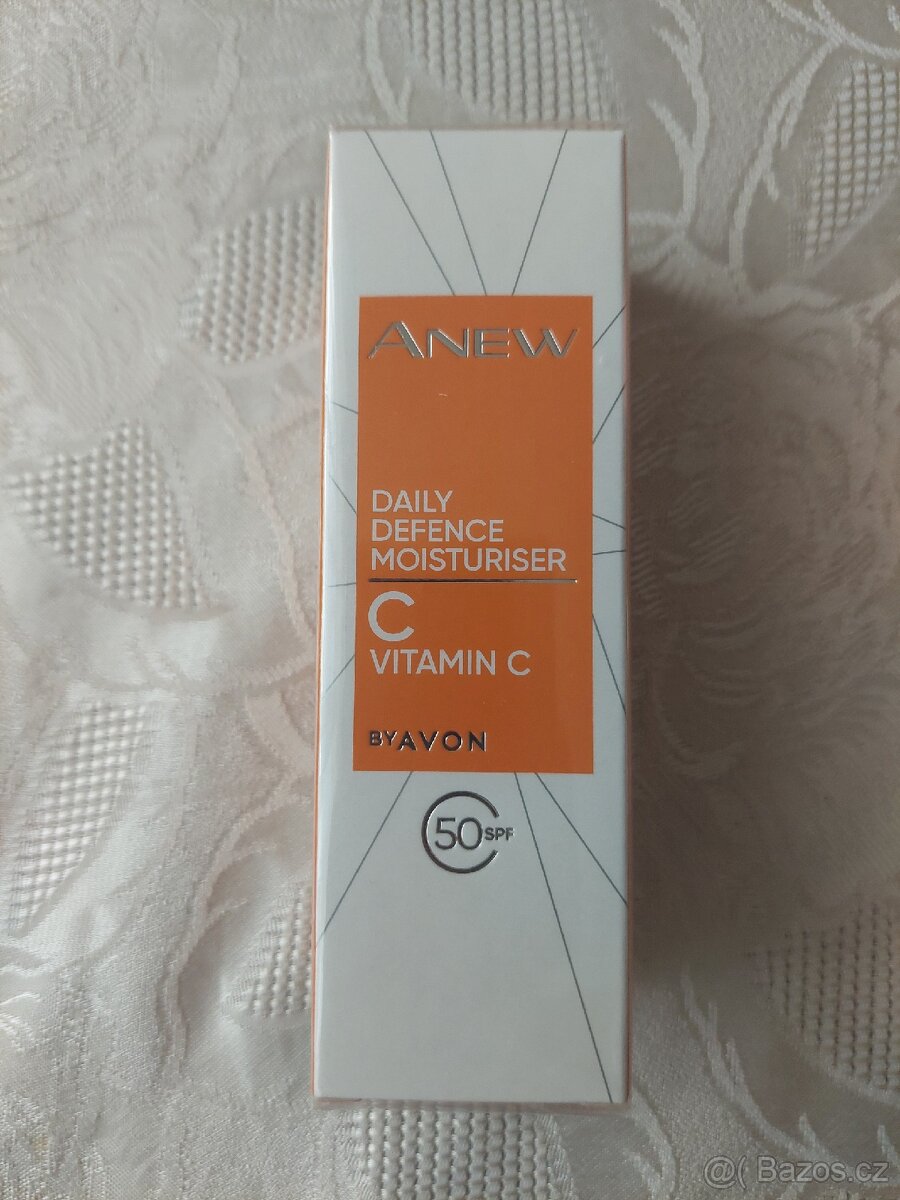 ANEW
DAILY
DEFENCE
MOISTURISER
C
VITAMIN C
BY AVON
50 SPF
@( Bazos.cz